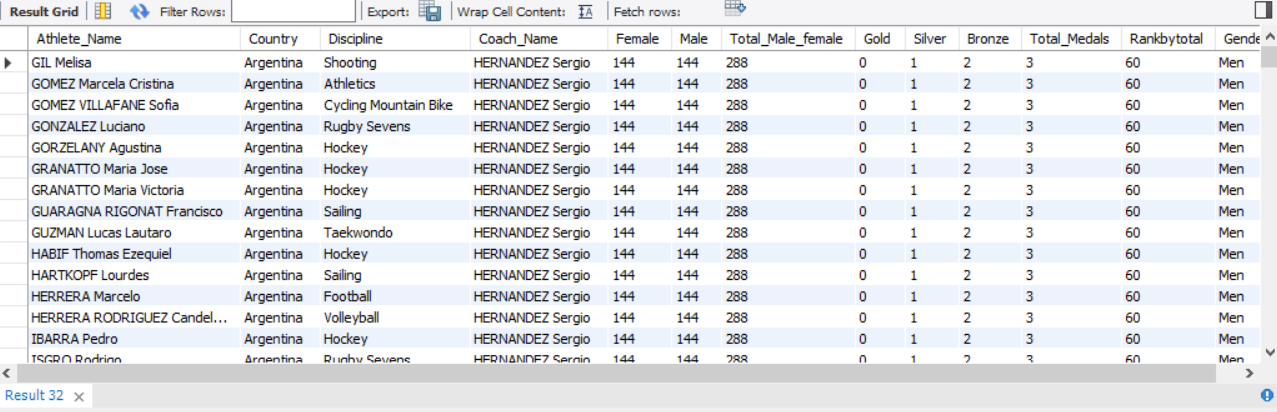 Result Grid Filter Rows: Export: Wrap Cell Content: IA Fetch rows:
Athlete_Name Country Discipline Coach_Name Female Male Total_Male_female Gold Silver Bronze Total_Medals Rankbytotal Gende
GIL Melisa Argentina Shooting HERNANDEZ Sergio 144 144 288 0 1 2 3 60 Men
GOMEZ Marcela Cristina Argentina Athletics HERNANDEZ Sergio 144 144 288 0 1 2 3 60 Men
GOMEZ VILLAFANE Sofia Argentina Cycling Mountain Bike HERNANDEZ Sergio 144 144 288 0 1 2 3 60 Men
GONZALEZ Luciano Argentina Rugby Sevens HERNANDEZ Sergio 144 144 288 0 1 2 3 60 Men
GORZELANY Agustina Argentina Hockey HERNANDEZ Sergio 144 144 288 0 1 2 3 60 Men
GRANATTO Maria Jose Argentina Hockey HERNANDEZ Sergio 144 144 288 0 1 2 3 60 Men
GRANATTO Maria Victoria Argentina Hockey HERNANDEZ Sergio 144 144 288 0 1 2 3 60 Men
GUARAGNA RIGONAT Francisco Argentina Sailing HERNANDEZ Sergio 144 144 288 0 1 2 3 60 Men
GUZMAN Lucas Lautaro Argentina Taekwondo HERNANDEZ Sergio 144 144 288 0 1 2 3 60 Men
HABIF Thomas Ezequiel Argentina Hockey HERNANDEZ Sergio 144 144 288 0 1 2 3 60 Men
HARTKOPF Lourdes Argentina Sailing HERNANDEZ Sergio 144 144 288 0 1 2 3 60 Men
HERRERA Marcelo Argentina Football HERNANDEZ Sergio 144 144 288 0 1 2 3 60 Men
HERRERA RODRIGUEZ Candel... Argentina Volleyball HERNANDEZ Sergio 144 144 288 0 1 2 3 60 Men
IBARRA Pedro Argentina Hockey HERNANDEZ Sergio 144 144 288 0 1 2 3 60 Men
ISGRO Rodrigo Argentina Rugby Sevens HERNANDEZ Sergio 144 144 288 0 1 2 3 60 Men
Result 32